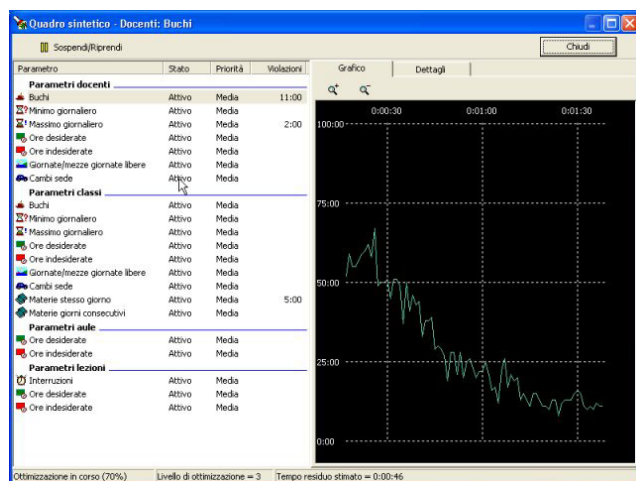 Quadro sintetico - Docenti: Buchi
Sospendi/Riprendi
Chiudi
Parametro Stato Priorità Violazioni
Parametri docenti
Buchi Attivo Media 11:00
Minimo giornaliero Attivo Media
Massimo giornaliero Attivo Media 2:00
Ore desiderate Attivo Media
Ore indesiderate Attivo Media
Giornate/mezze giornate libere Attivo Media
Cambi sede Attivo Media
Parametri classi
Buchi Attivo Media
Minimo giornaliero Attivo Media
Massimo giornaliero Attivo Media
Ore desiderate Attivo Media
Ore indesiderate Attivo Media
Giornate/mezze giornate libere Attivo Media
Cambi sede Attivo Media
Materie stesso giorno Attivo Media 5:00
Materie giorni consecutivi Attivo Media
Parametri aule
Ore desiderate Attivo Media
Ore indesiderate Attivo Media
Parametri lezioni
Interruzioni Attivo Media
Ore desiderate Attivo Media
Ore indesiderate Attivo Media
Grafico Dettagli
0:00:30 0:01:00 0:01:30
100:00
75:00
50:00
25:00
0:00
Ottimizzazione in corso (70%) Livello di ottimizzazione = 3 Tempo residuo stimato = 0:00:46